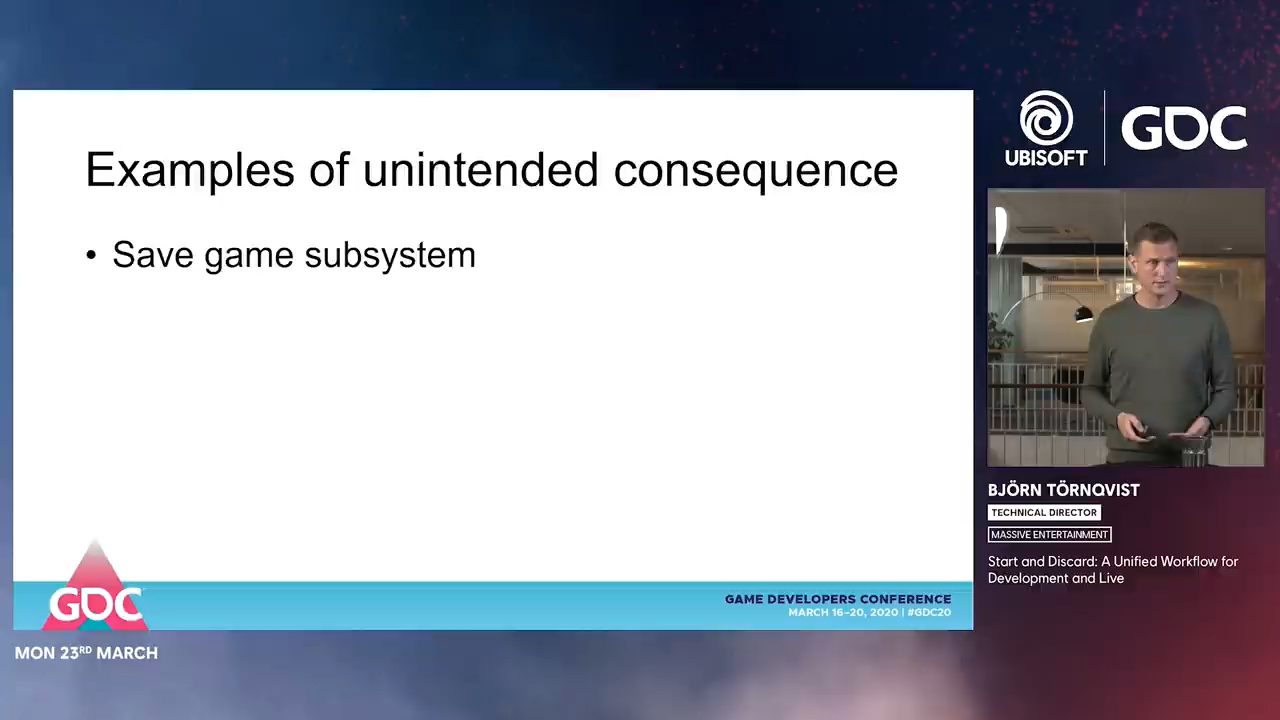 Examples of unintended consequence
• Save game subsystem
GDC
GAME DEVELOPERS CONFERENCE
MARCH 16-20, 2020 | #GDC20
MON 23RD MARCH
UBISOFT
GDC
BJÖRN TÖRNQVIST
TECHNICAL DIRECTOR
MASSIVE ENTERTAINMENT
Start and Discard: A Unified Workflow for
Development and Live